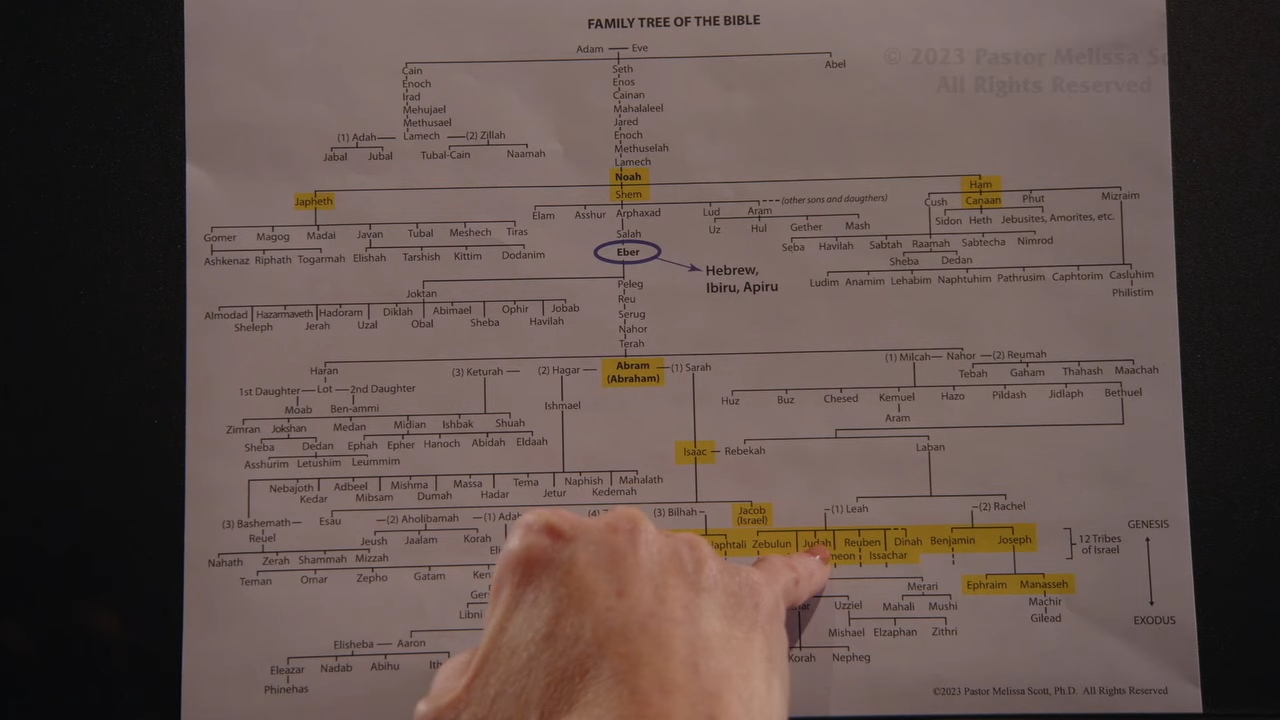 FAMILY TREE OF THE BIBLE
© 2023 Pastor Melissa
All Rights Reserved
Adam Eve
Cain Seth Abel
Enoch Enos
Irad Cainan
Mehujael Mahalaleel
Methusael Jared
(1) Adah Lamech (2) Zillah Enoch
Jabal Jubal Tubal-Cain Naamah Methuselah
Lamech
Noah
Japheth Shem Ham
Canaan
Elam Asshur Arphaxad Lud Aram (other sons and daugthers) Cush Phut Mizraim
Gomer Magog Madai Javan Tubal Meshech Tiras Salah Uz Hul Gether Mash Sidon Heth Jebusites, Amorites, etc.
Ashkenaz Riphath Togarmah Elishah Tarshish Kittim Dodanim Eber Seba Havilah Sabtah Raamah Sabtecha Nimrod
Sheba Dedan
Hebrew,
Ibiru, Apiru
Ludim Anamim Lehabim Naphtuhim Pathrusim Caphtorim Casluhim
Philistim
Joktan Peleg
Almodad Hazarmaveth Hadoram Diklah Abimael Ophir Jobab Reu
Sheleph Jerah Uzal Obal Sheba Havilah Serug
Nahor
Terah
Haran (3) Keturah (2) Hagar Abram (1) Sarah (1) Milcah Nahor (2) Reumah
(Abraham)
Tebah Gaham Thahash Maachah
1st Daughter Lot 2nd Daughter Huz Buz Chesed Kemuel Hazo Pildash Jidlaph Bethuel
Moab Ben-ammi Ishmael Aram
Zimran Jokshan Medan Midian Ishbak Shuah
Sheba Dedan Ephah Epher Hanoch Abidah Eldaah Isaac Rebekah Laban
Asshurim Letushim Leummim
Nebajoth Adbeel Mishma Massa Tema Naphish Mahalath
Kedar Mibsam Dumah Hadar Jetur Kedemah
(3) Bashemath Esau (2) Aholibamah (1) (4) (3) Bilhah Jacob (1) Leah (2) Rachel
(Israel)
Reuel Jeush Jaalam Korah Zebulun Judah Reuben Dinah Benjamin Joseph 12 Tribes
of Israel
GENESIS
Nahath Zerah Shammah Mizzah Issachar
Teman Omar Zepho Gatam Merari Ephraim Manasseh
Libni Uzziel Mahali Mushi Machir
Gilead
EXODUS
Elisheba Aaron Mishael Elzaphan Zithri
Eleazar Nadab Abihu Korah Nepheg
Phinehas
©2023 Pastor Melissa Scott, Ph.D. All Rights Reserved